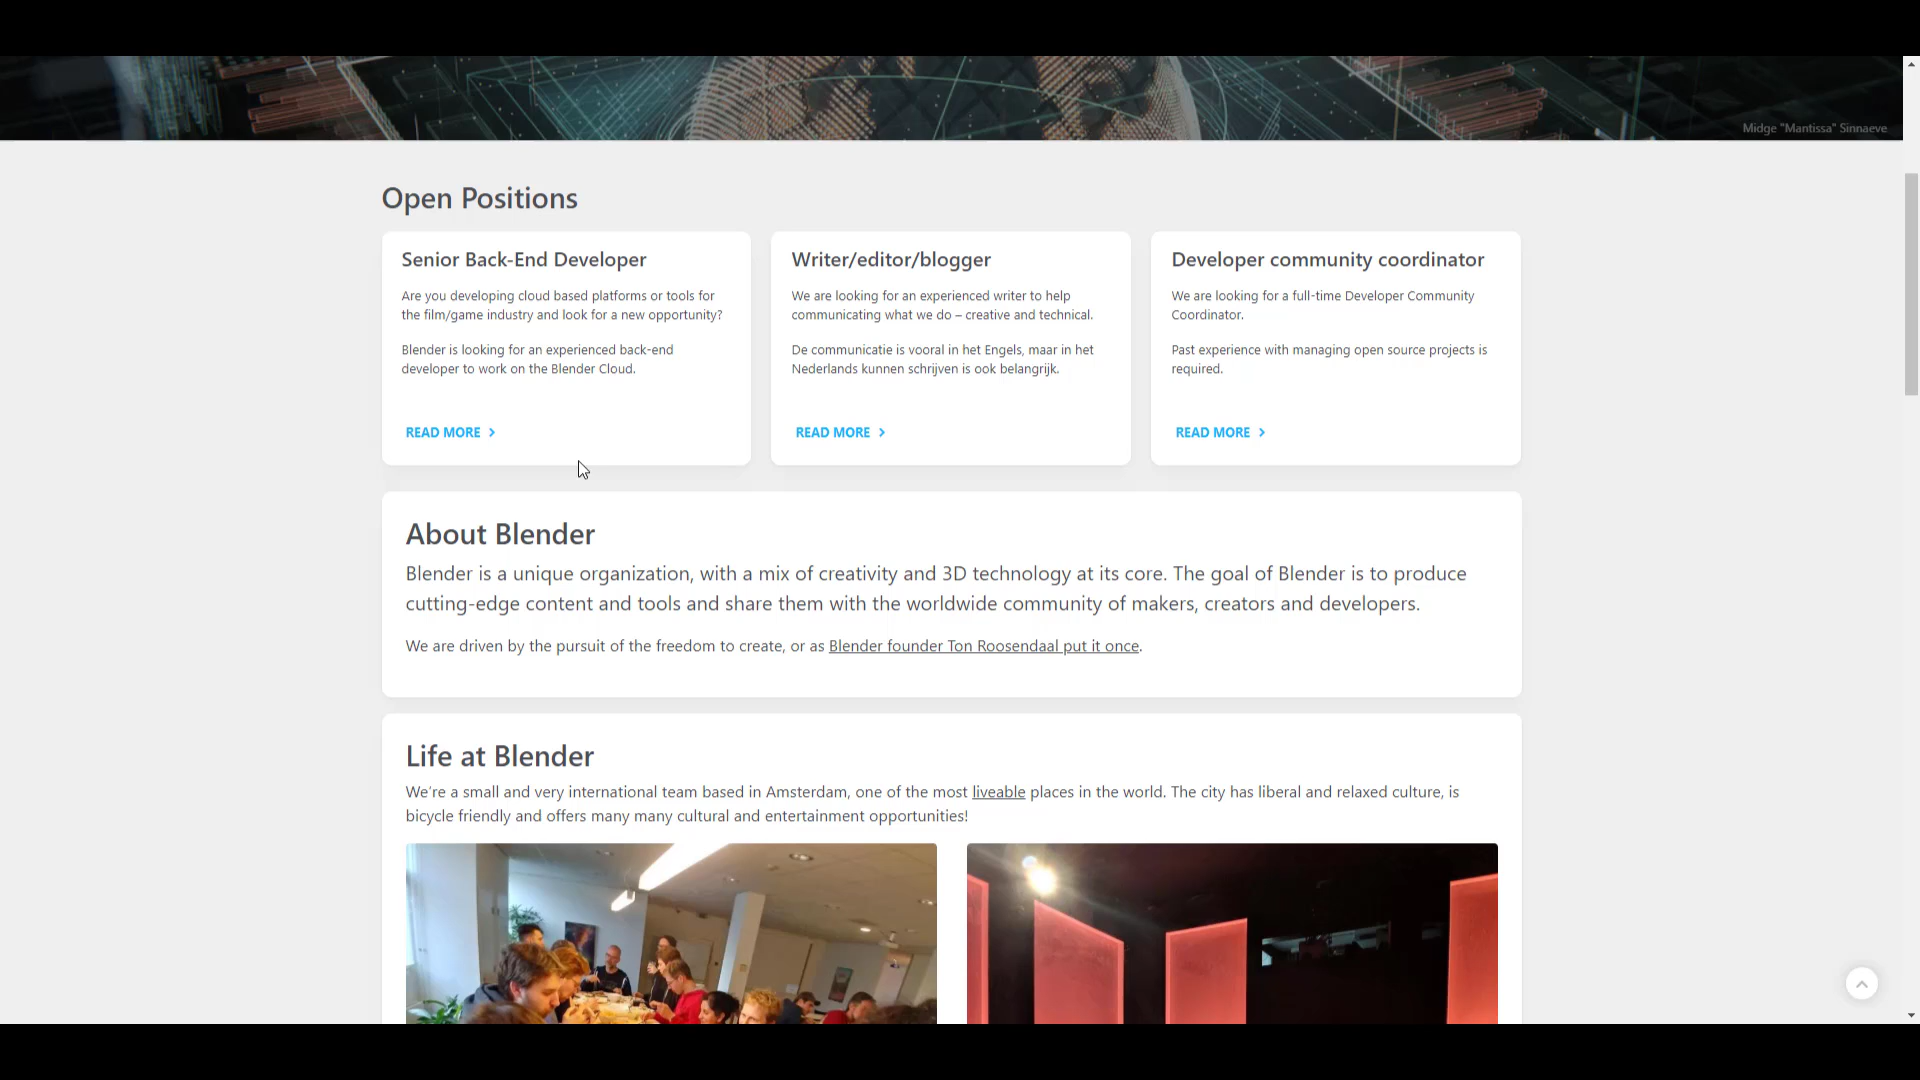 Midge "Mantissa" Sinnaeve
Open Positions
Senior Back-End Developer
Are you developing cloud based platforms or tools for
the film/game industry and look for a new opportunity?
Blender is looking for an experienced back-end
developer to work on the Blender Cloud.
READ MORE
Writer/editor/blogger
We are looking for an experienced writer to help
communicating what we do – creative and technical.
De communicatie is vooral in het Engels, maar in het
Nederlands kunnen schrijven is ook belangrijk.
READ MORE
Developer community coordinator
We are looking for a full-time Developer Community
Coordinator.
Past experience with managing open source projects is
required.
READ MORE
About Blender
Blender is a unique organization, with a mix of creativity and 3D technology at its core. The goal of Blender is to produce
cutting-edge content and tools and share them with the worldwide community of makers, creators and developers.
We are driven by the pursuit of the freedom to create, or as Blender founder Ton Roosendaal put it once.
Life at Blender
We're a small and very international team based in Amsterdam, one of the most liveable places in the world. The city has liberal and relaxed culture, is
bicycle friendly and offers many many cultural and entertainment opportunities!